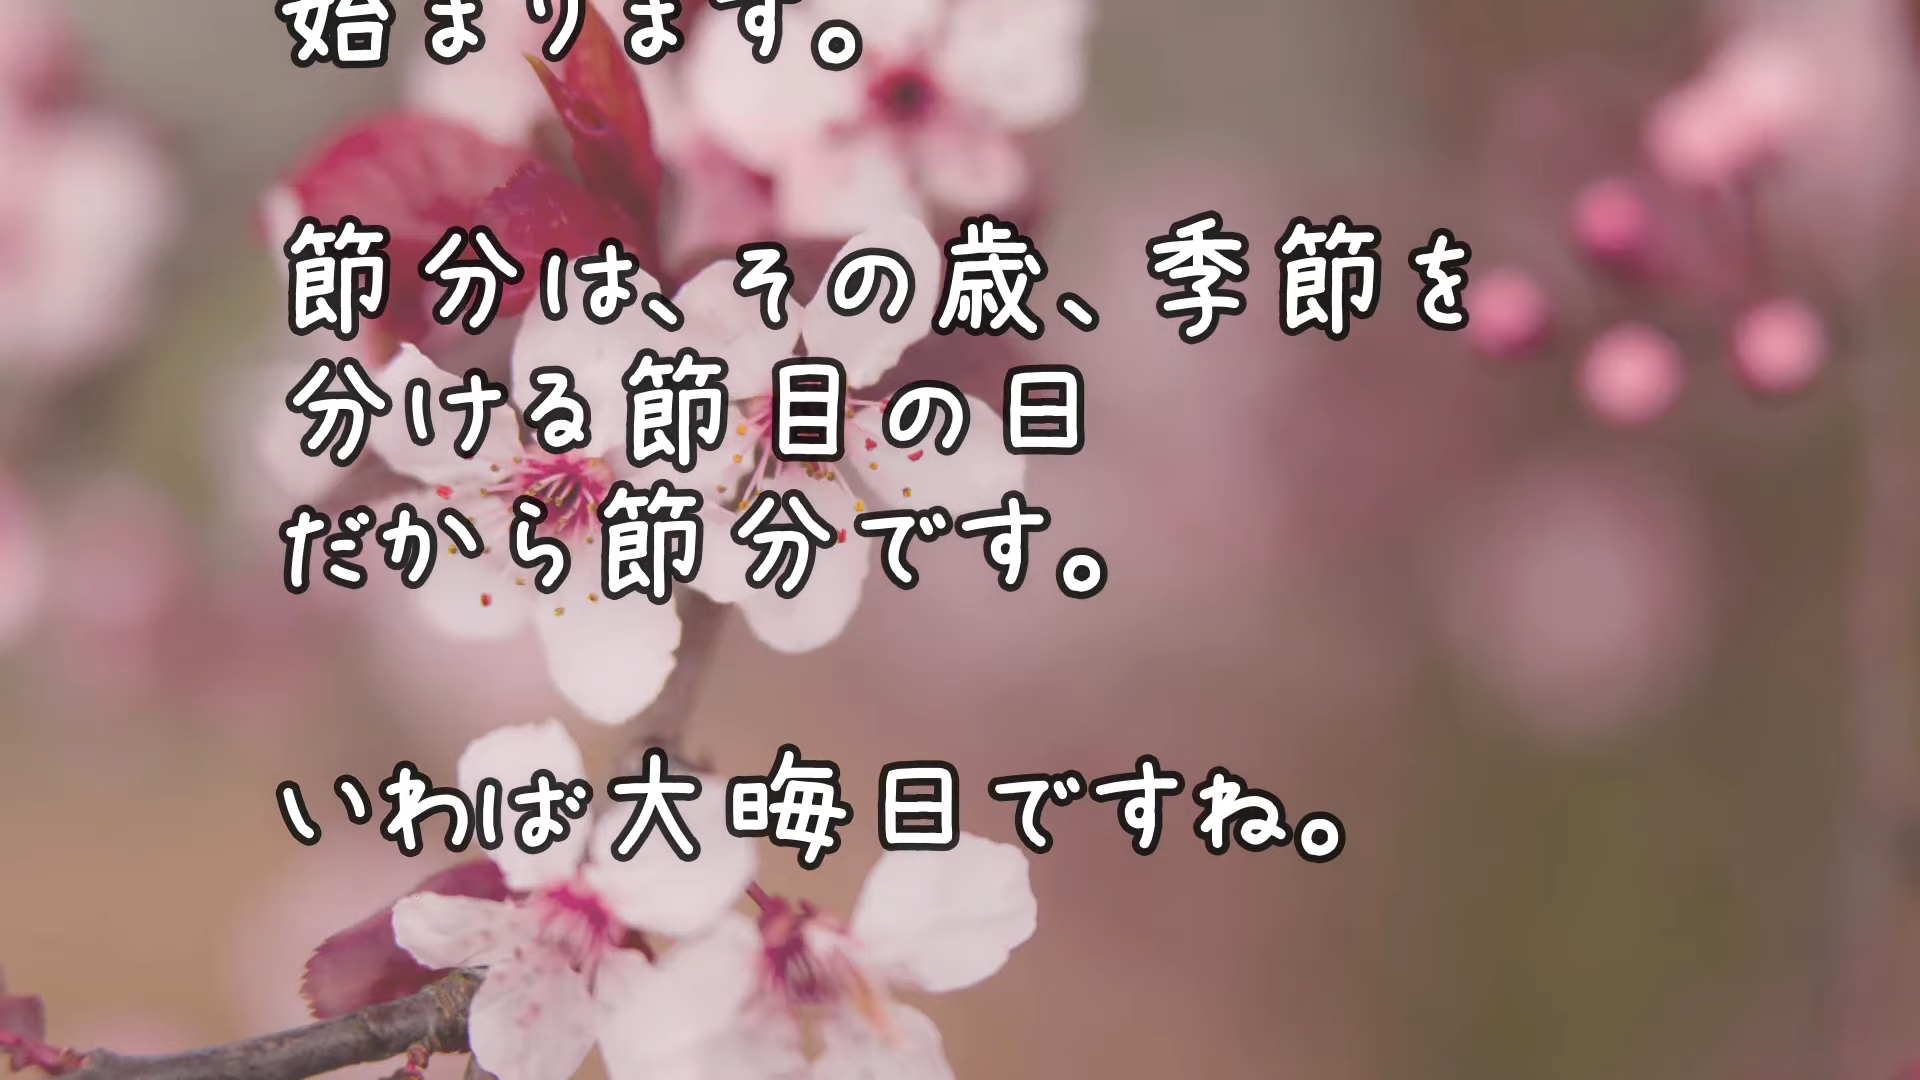 始まります。
節分は、その歳、季節を
分ける節目の日
だから節分です。
いわば大晦日ですね。